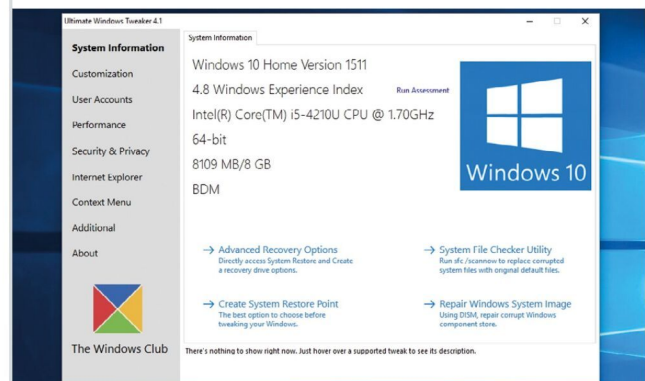 Ultimate Windows Tweaker 4.1
System Information
Customization
User Accounts
Performance
Security & Privacy
Internet Explorer
Context Menu
Additional
About
The Windows Club
System Information
Windows 10 Home Version 1511
4.8 Windows Experience Index
Run Assessment
Intel(R) Core(TM) i5-4210U CPU @ 1.70GHz
64-bit
8109 MB/8 GB
BDM
Windows 10
→ Advanced Recovery Options
Directly access System Restore and Create
a recovery drive options.
→ System File Checker Utility
Run sfc /scannow to replace corrupted
system files with original default files.
→ Create System Restore Point
The best option to choose before
tweaking your Windows.
→ Repair Windows System Image
Using DISM, repair corrupt Windows
component store.
There's nothing to show right now. Just hover over a supported tweak to see its description.